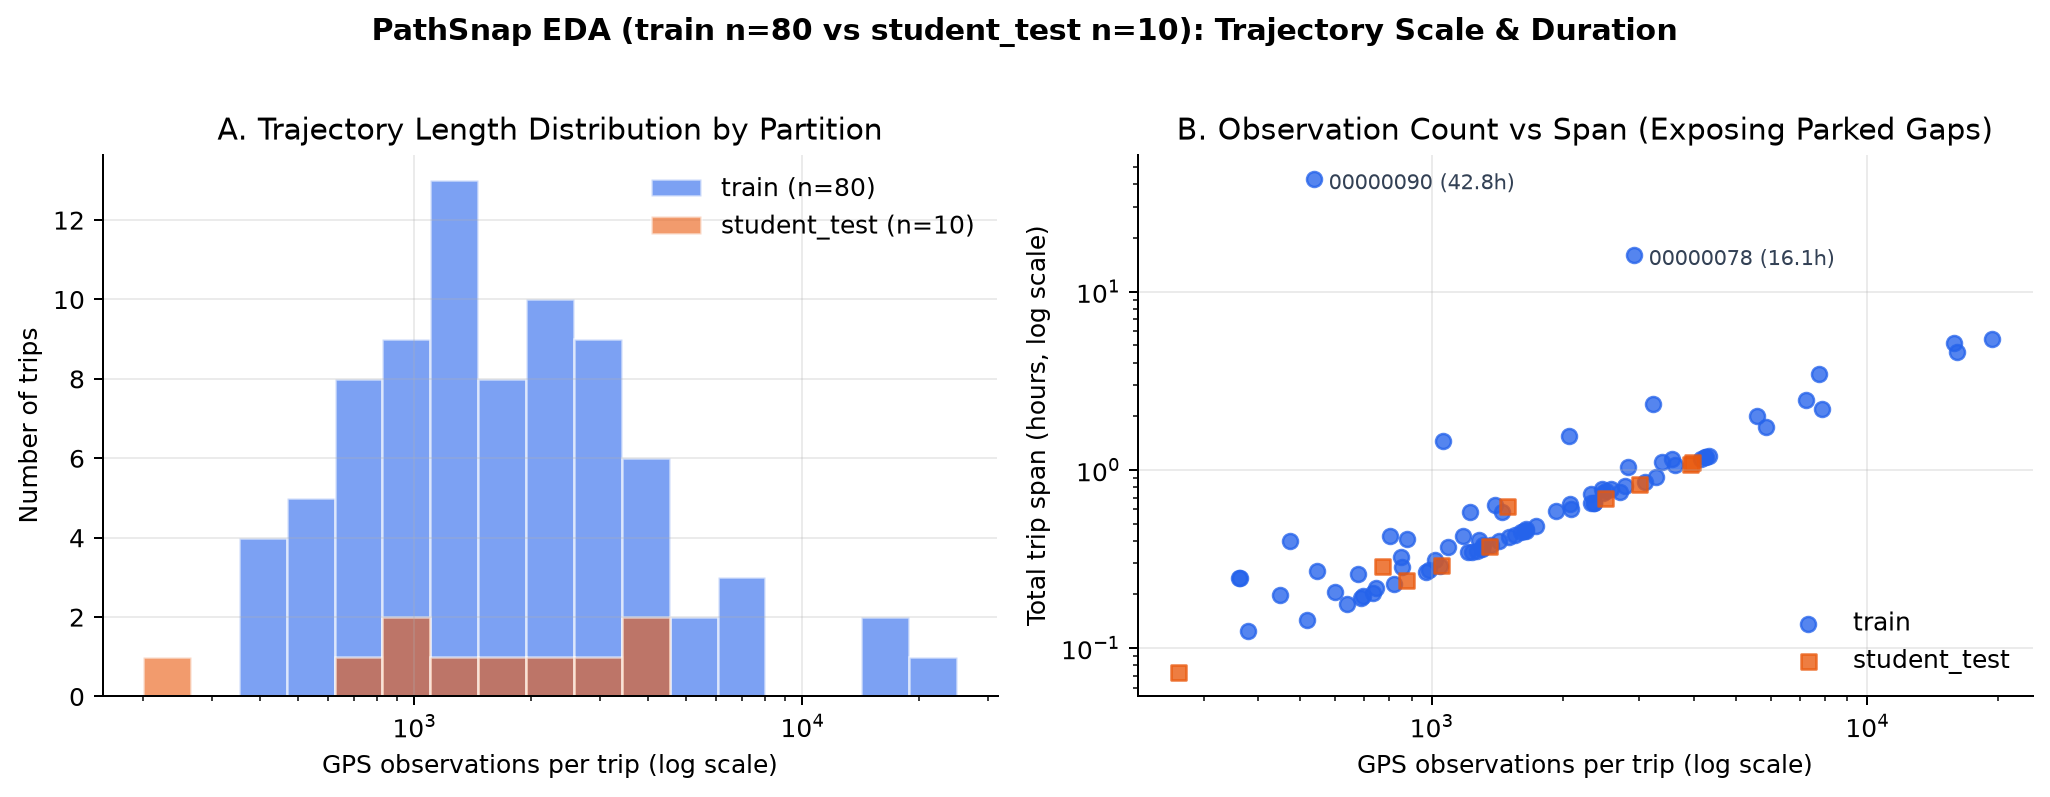 PathSnap EDA (train n=80 vs student_test n=10): Trajectory Scale & Duration
A. Trajectory Length Distribution by Partition
train (n=80)
student_test (n=10)
Number of trips
12
10
8
6
4
2
0
10³
10⁴
GPS observations per trip (log scale)
B. Observation Count vs Span (Exposing Parked Gaps)
00000090 (42.8h)
00000078 (16.1h)
Total trip span (hours, log scale)
10¹
10⁰
10⁻¹
train
student_test
10³
10⁴
GPS observations per trip (log scale)